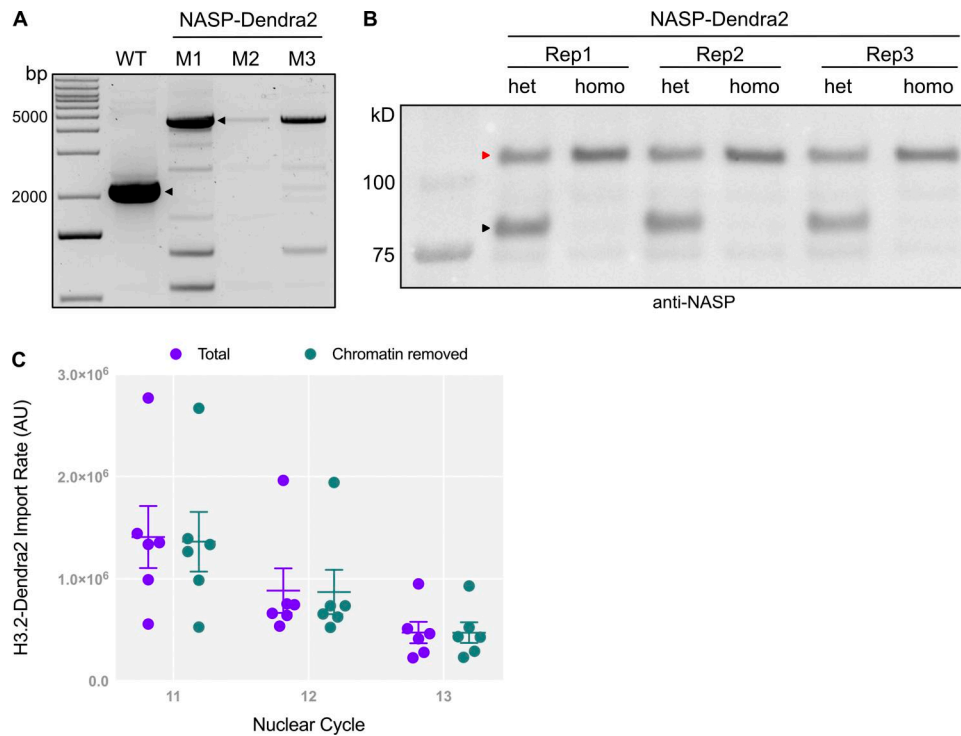 A
NASP-Dendra2
WT M1 M2 M3
bp
5000
2000
B
NASP-Dendra2
Rep1 Rep2 Rep3
het homo het homo het homo
kD
100
75
anti-NASP
C
Total Chromatin removed
H3.2-Dendra2 Import Rate (AU)
3.0×10⁶
2.0×10⁶
1.0×10⁶
0.0
11 12 13
Nuclear Cycle